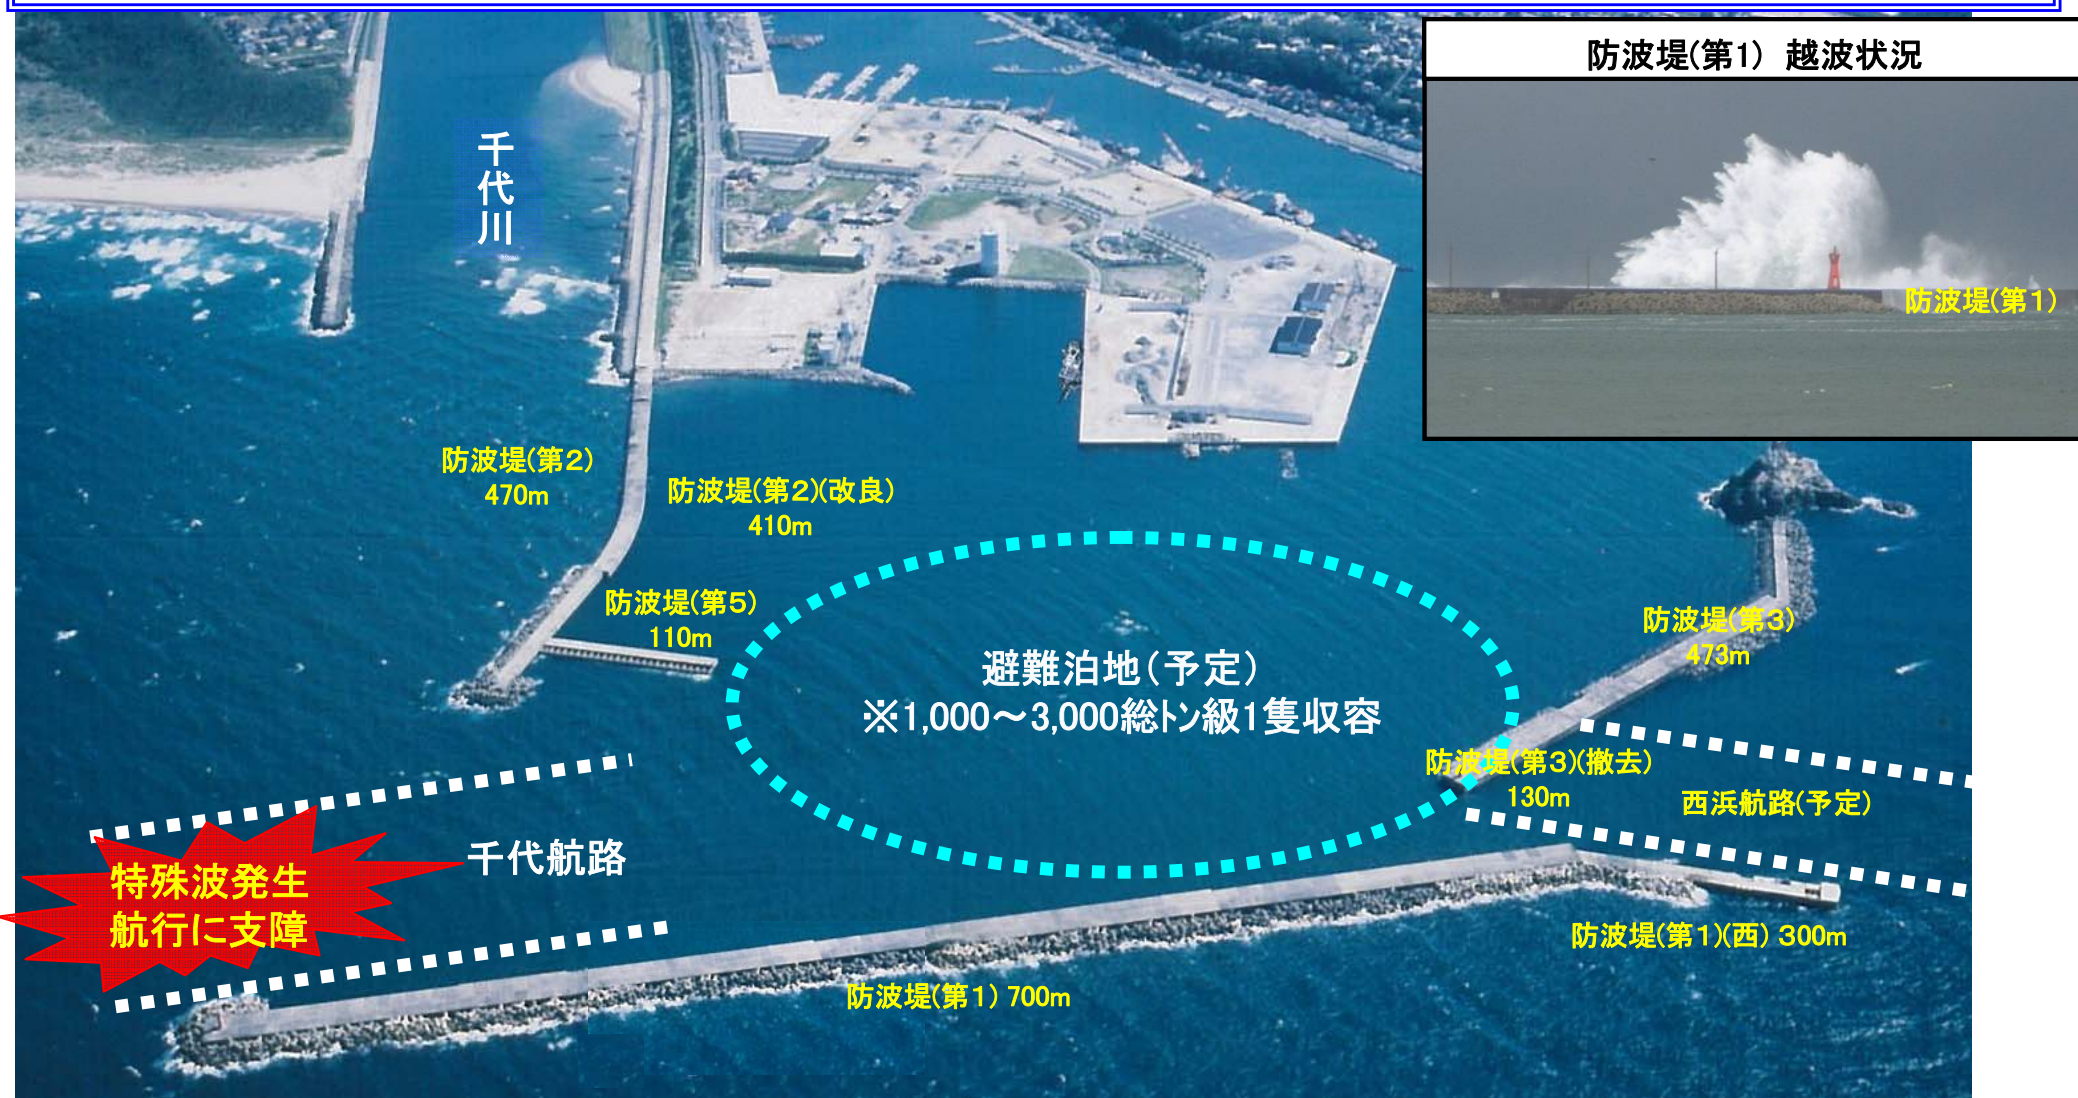 防波堤(第1) 越波状況
防波堤(第1)
千代川
防波堤(第2)
470m
防波堤(第2)(改良)
410m
防波堤(第5)
110m
避難泊地(予定)
※1,000～3,000総トン級1隻収容
防波堤(第3)
473m
防波堤(第3)(撤去)
130m
西浜航路(予定)
千代航路
特殊波発生
航行に支障
防波堤(第1)(西) 300m
防波堤(第1) 700m